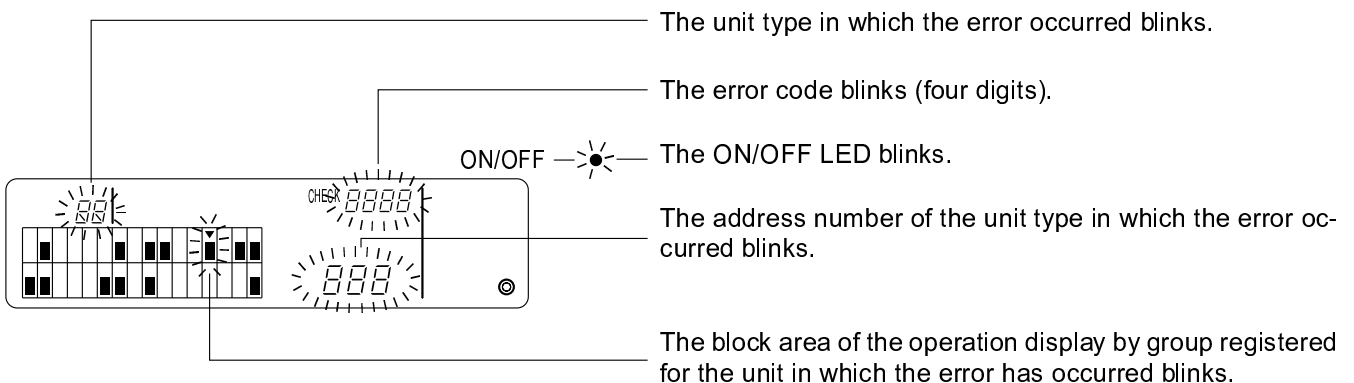 The unit type in which the error occurred blinks.
The error code blinks (four digits).
ON/OFF
The ON/OFF LED blinks.
CHECK 8888
88
The address number of the unit type in which the error oc-
curred blinks.
888
The block area of the operation display by group registered
for the unit in which the error has occurred blinks.